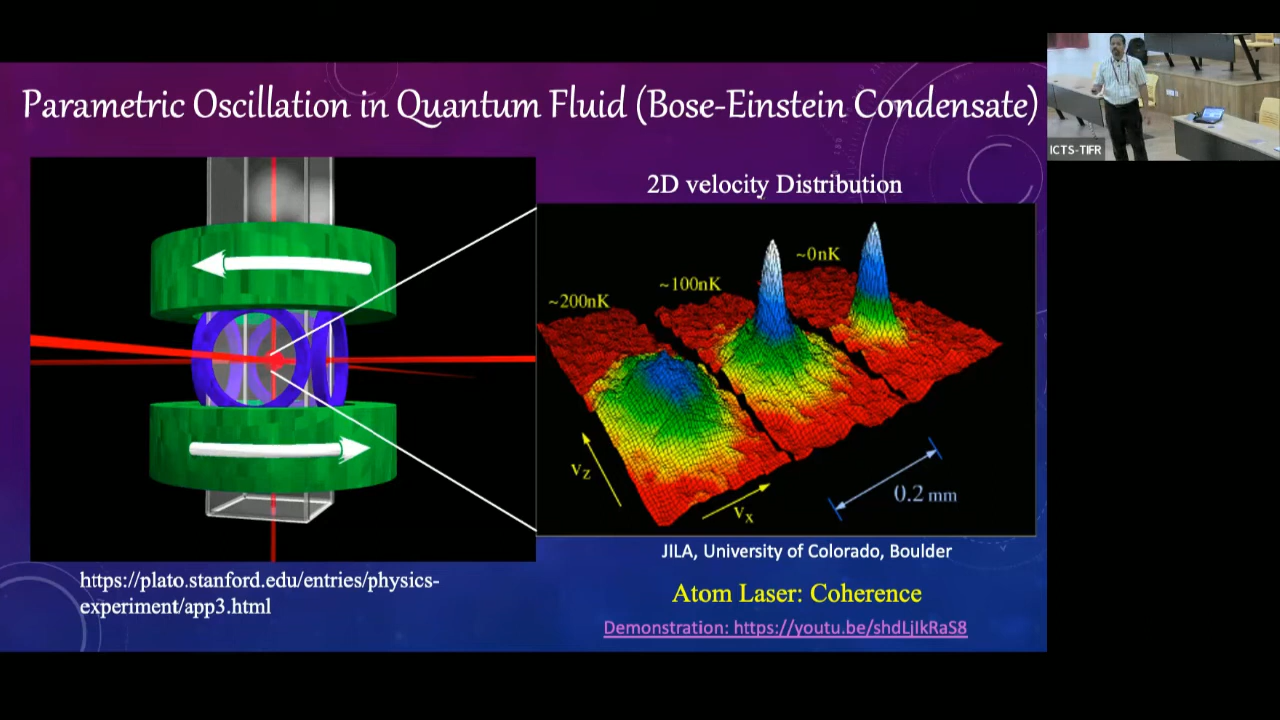 Parametric Oscillation in Quantum Fluid (Bose-Einstein Condensate)
ICTS-TIFR
2D velocity Distribution
~200nK
~100nK
~0nK
vz
vx
0.2 mm
JILA, University of Colorado, Boulder
https://plato.stanford.edu/entries/physics-
experiment/app3.html
Atom Laser: Coherence
Demonstration: https://youtu.be/shdLjIkRaS8